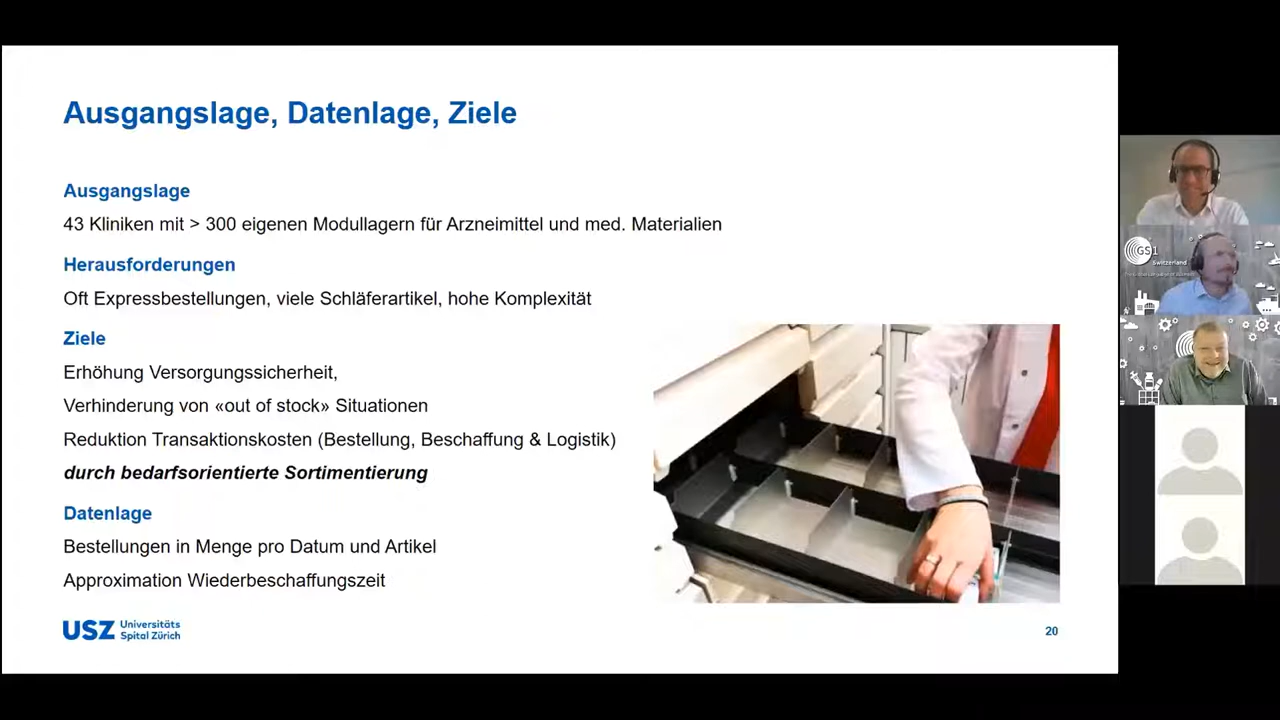 Ausgangslage, Datenlage, Ziele
Ausgangslage
43 Kliniken mit > 300 eigenen Modullagern für Arzneimittel und med. Materialien
Herausforderungen
Oft Expressbestellungen, viele Schläferartikel, hohe Komplexität
Ziele
Erhöhung Versorgungssicherheit,
Verhinderung von «out of stock» Situationen
Reduktion Transaktionskosten (Bestellung, Beschaffung & Logistik)
durch bedarfsorientierte Sortimentierung
Datenlage
Bestellungen in Menge pro Datum und Artikel
Approximation Wiederbeschaffungszeit
USZ Universitäts
Spital Zürich
20
GS1
Switzerland